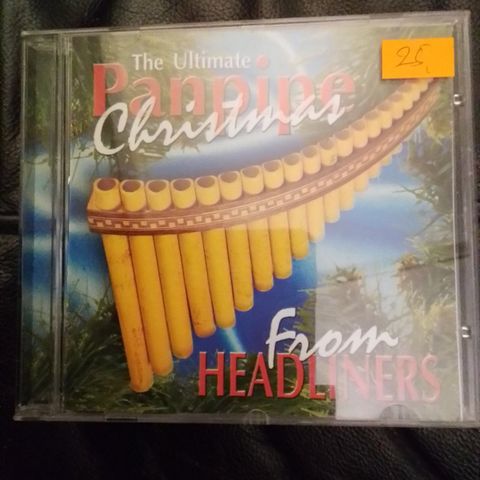 The Ultimate
Panpipe
Christmas
From
HEADLINERS
25,